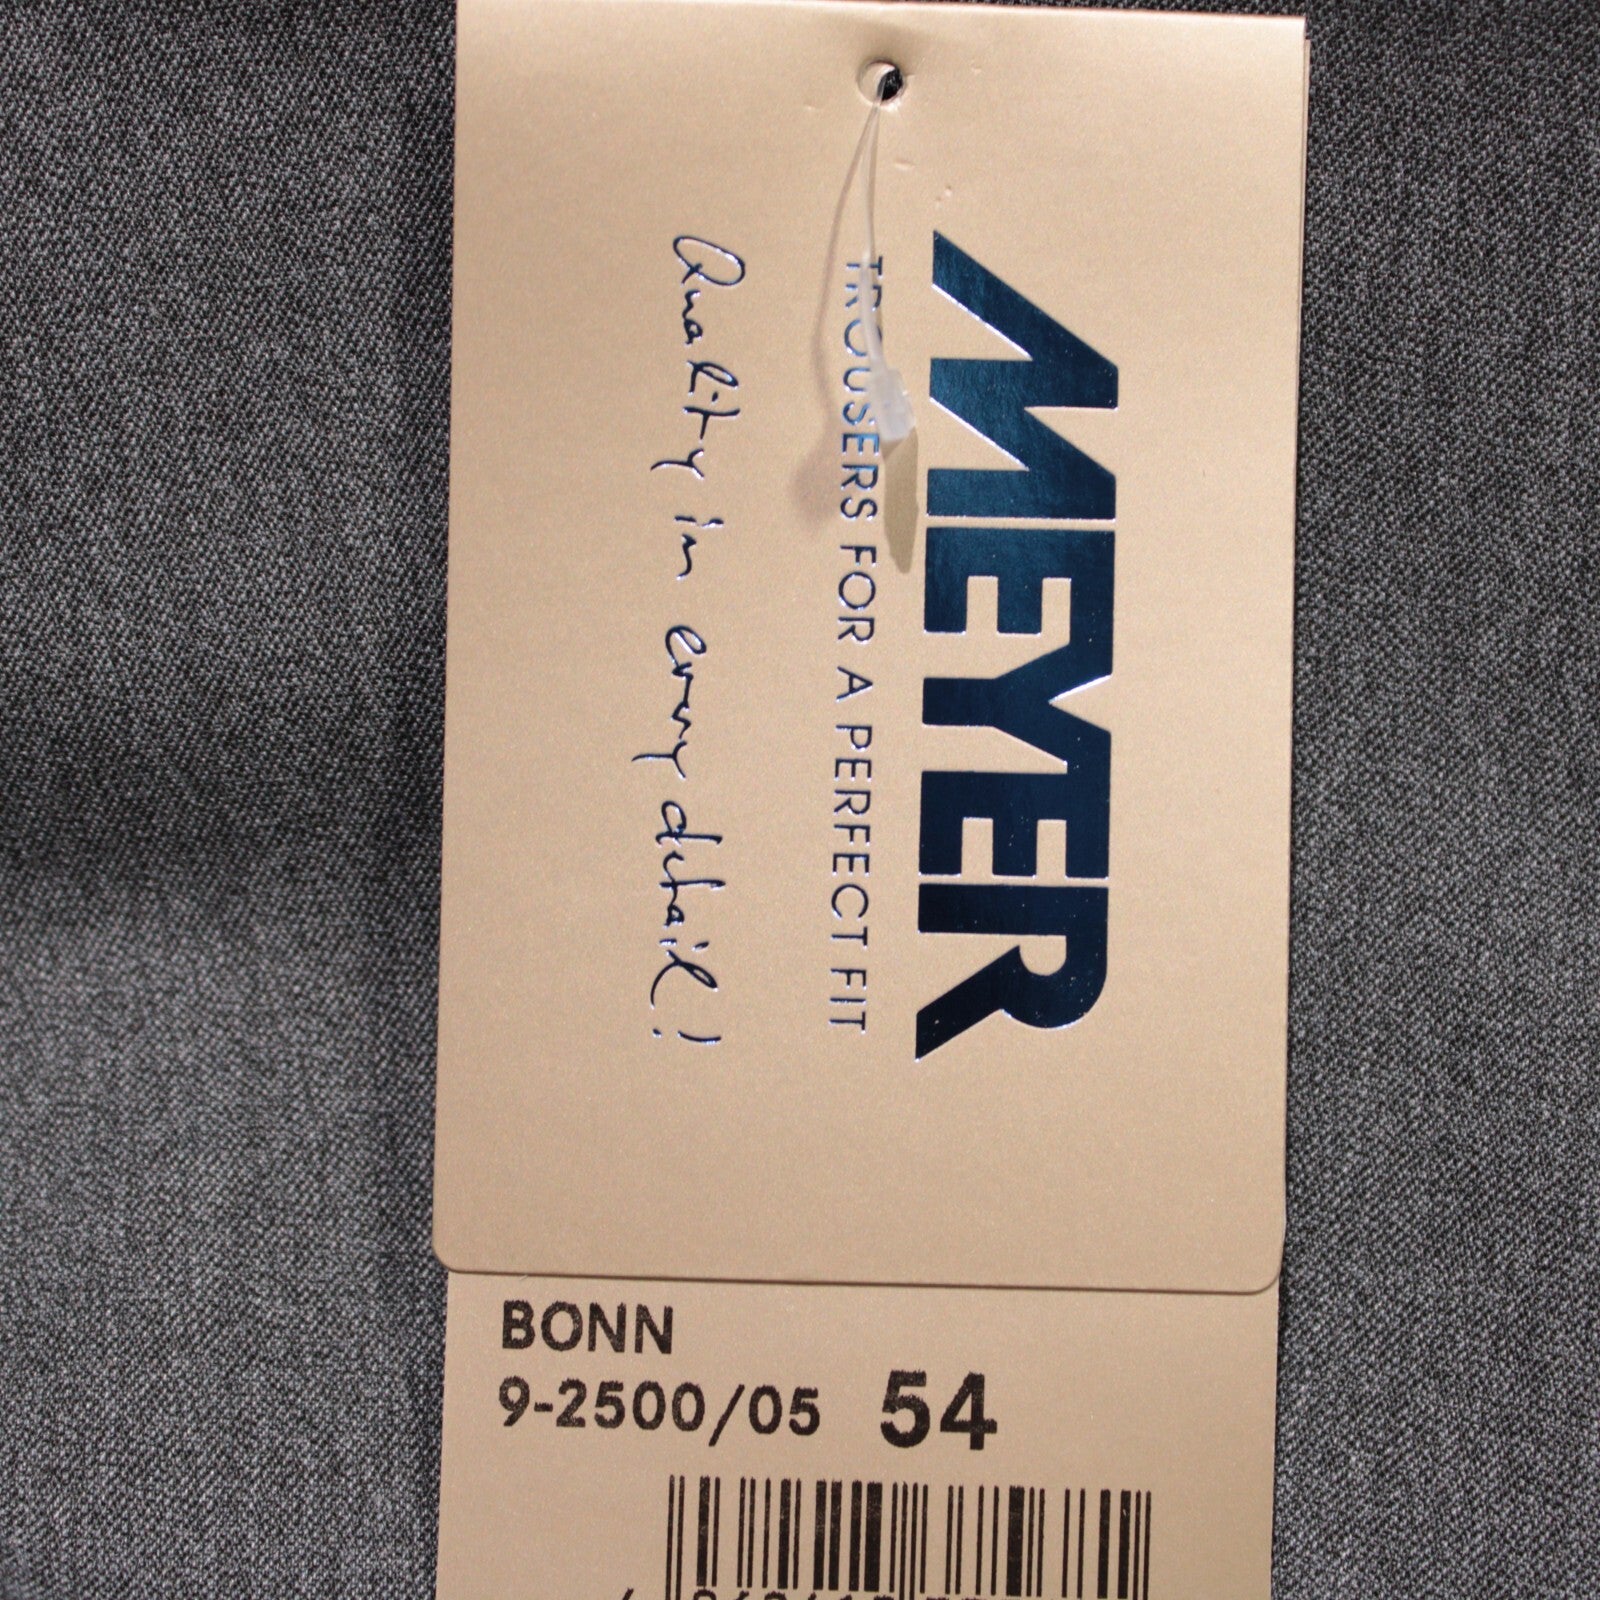 MEYER
TROUSERS FOR A PERFECT FIT
Quality in every detail!
BONN
9-2500/05 54